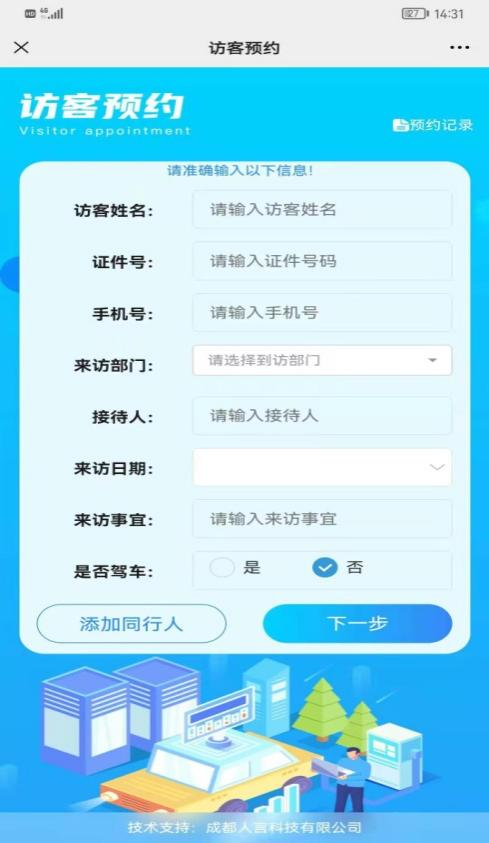 HD 4G 27 14:31
访客预约
访客预约
Visitor appointment
预约记录
请准确输入以下信息!
访客姓名: 请输入访客姓名
证件号: 请输入证件号码
手机号: 请输入手机号
来访部门: 请选择到访部门
接待人: 请输入接待人
来访日期:
来访事宜: 请输入来访事宜
是否驾车: 是 否
添加同行人 下一步
技术支持：成都人言科技有限公司